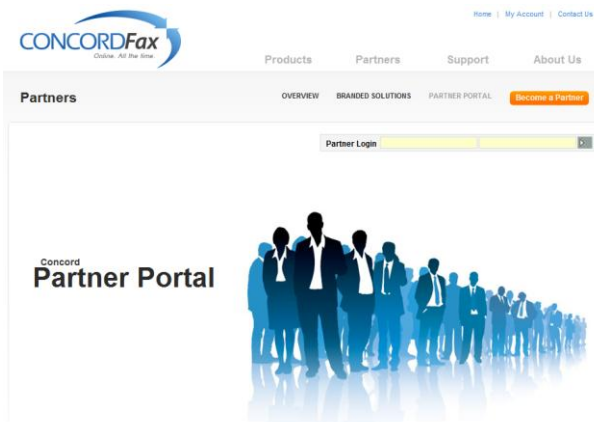 Home | My Account | Contact Us
CONCORDFax
Online. All the time.
Products Partners Support About Us
Partners
OVERVIEW BRANDED SOLUTIONS PARTNER PORTAL Become a Partner
Partner Login
Concord
Partner Portal